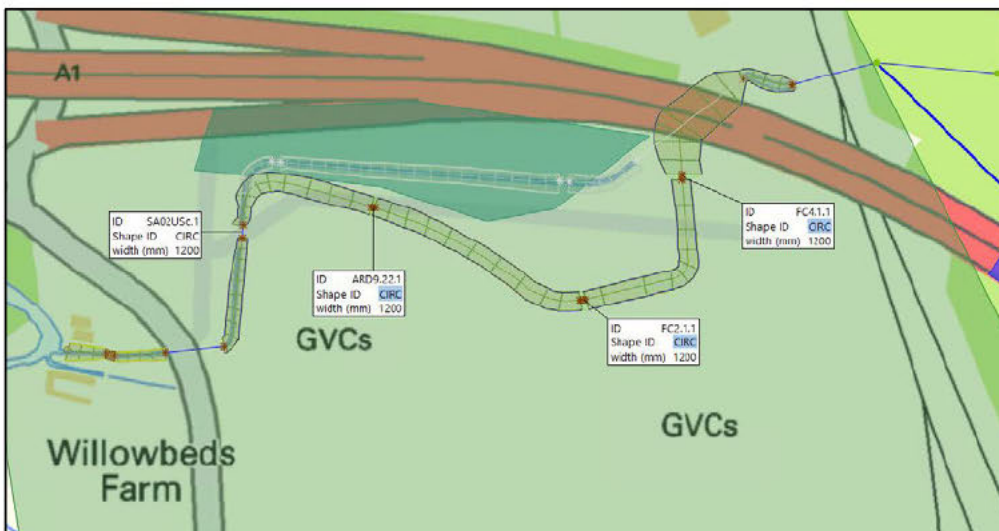 A1
ID SA02USc.1
Shape ID CIRC
width (mm) 1200
ID FC4.1.1
Shape ID CIRC
width (mm) 1200
ID ARD9.22.1
Shape ID CIRC
width (mm) 1200
ID FC2.1.1
Shape ID CIRC
width (mm) 1200
GVCs
GVCs
Willowbeds
Farm